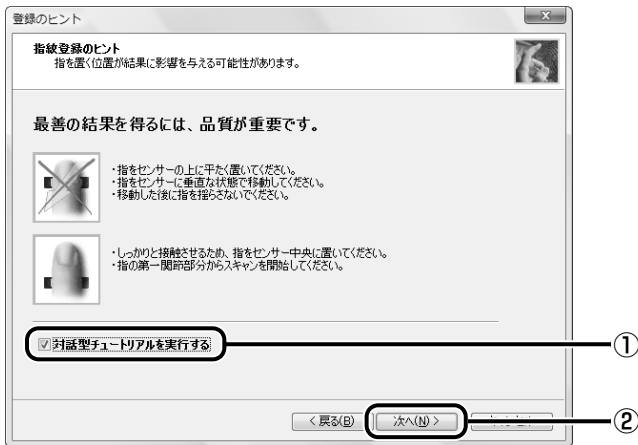 登録のヒント
指紋登録のヒント
指を置く位置が結果に影響を与える可能性があります。
最善の結果を得るには、品質が重要です。
・指をセンサーの上に平たく置いてください。
・指をセンサーに垂直な状態で移動してください。
・移動した後に指を揺らさないでください。
・しっかりと接触させるため、指をセンサー中央に置いてください。
・指の第一関節部分からスキャンを開始してください。
対話型チュートリアルを実行する
①
< 戻る(B)
次へ(N) >
②